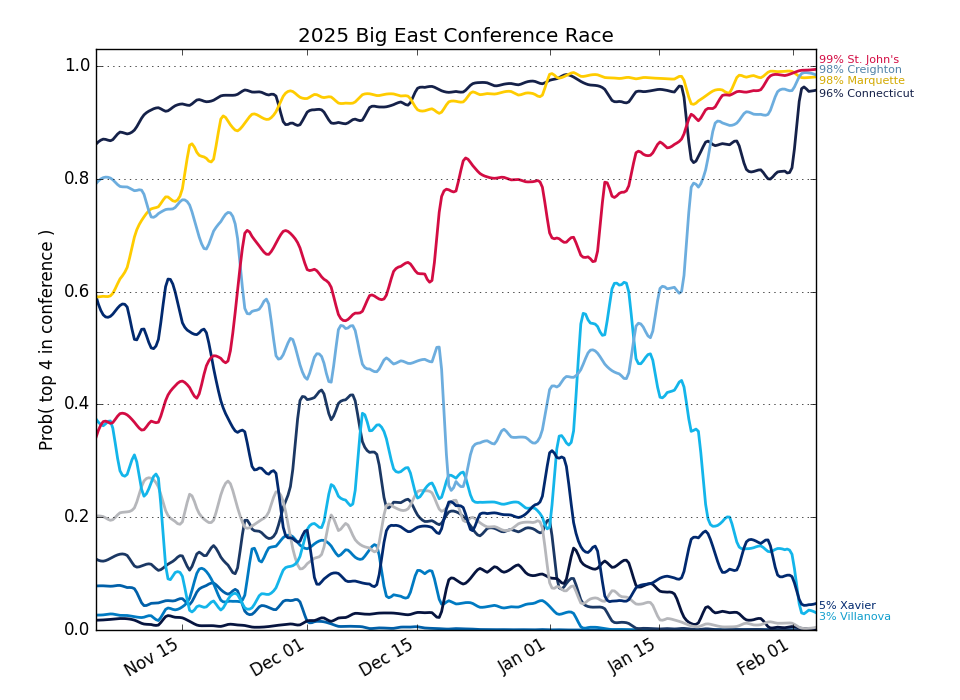 2025 Big East Conference Race
1.0
0.8
0.6
0.4
0.2
0.0
Prob( top 4 in conference )
99% St. John's
98% Creighton
98% Marquette
96% Connecticut
5% Xavier
3% Villanova
Nov 15
Dec 01
Dec 15
Jan 01
Jan 15
Feb 01